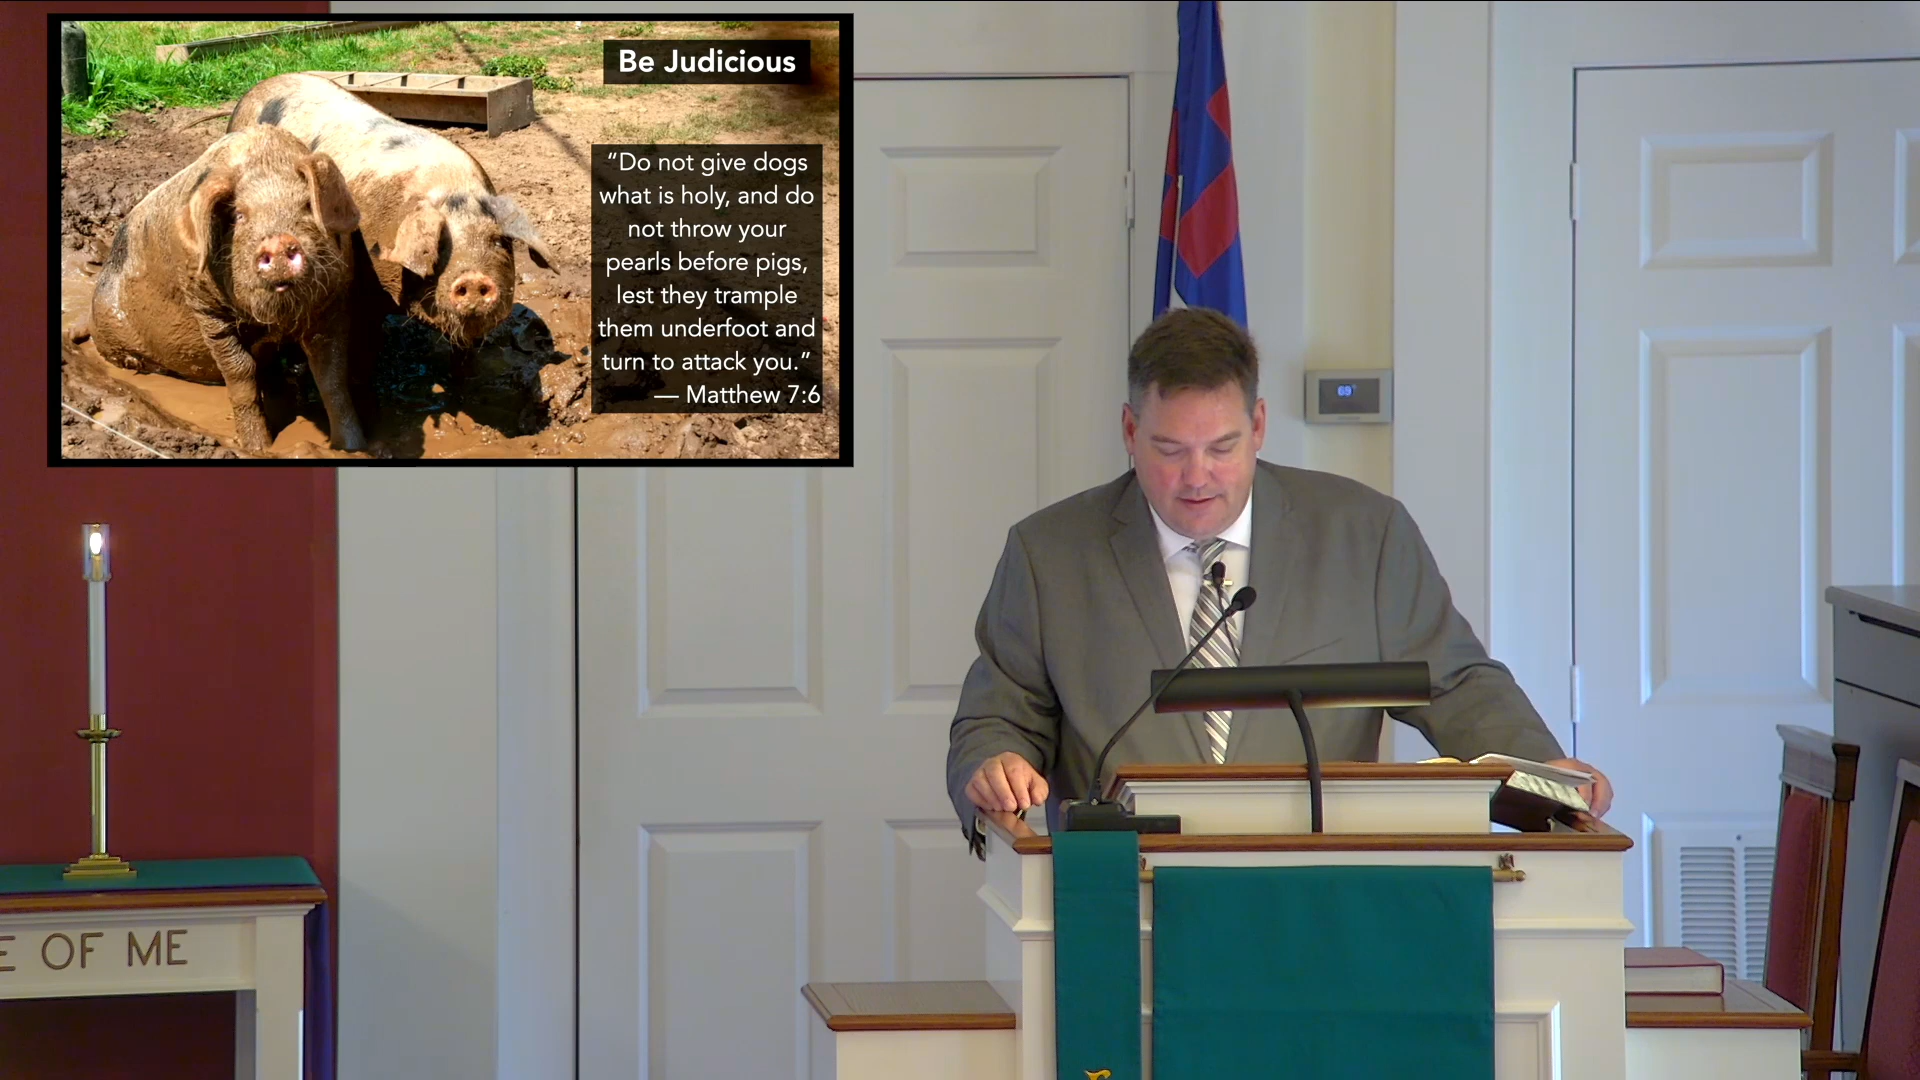 Be Judicious
“Do not give dogs
what is holy, and do
not throw your
pearls before pigs,
lest they trample
them underfoot and
turn to attack you.”
— Matthew 7:6
69°
E OF ME